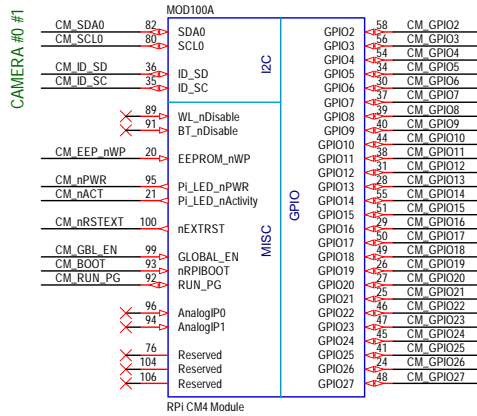 MOD100A
CAMERA #0 #1
CM_SDA0 82 SDA0
CM_SCL0 80 SCL0
CM_ID_SD 36 ID_SD
CM_ID_SC 35 ID_SC
I2C
89 WL_nDisable
91 BT_nDisable
CM_EEP_nWP 20 EEPROM_nWP
CM_nPWR 95 Pi_LED_nPWR
CM_nACT 21 Pi_LED_nActivity
CM_nRSTEXT 100 nEXTRST
CM_GBL_EN 99 GLOBAL_EN
CM_BOOT 93 nRPIBOOT
CM_RUN_PG 92 RUN_PG
MISC
96 AnalogIP0
94 AnalogIP1
76 Reserved
104 Reserved
106 Reserved
GPIO
GPIO2 58 CM_GPIO2
GPIO3 56 CM_GPIO3
GPIO4 54 CM_GPIO4
GPIO5 34 CM_GPIO5
GPIO6 30 CM_GPIO6
GPIO7 37 CM_GPIO7
GPIO8 39 CM_GPIO8
GPIO9 40 CM_GPIO9
GPIO10 44 CM_GPIO10
GPIO11 38 CM_GPIO11
GPIO12 31 CM_GPIO12
GPIO13 28 CM_GPIO13
GPIO14 55 CM_GPIO14
GPIO15 51 CM_GPIO15
GPIO16 29 CM_GPIO16
GPIO17 50 CM_GPIO17
GPIO18 49 CM_GPIO18
GPIO19 26 CM_GPIO19
GPIO20 27 CM_GPIO20
GPIO21 25 CM_GPIO21
GPIO22 46 CM_GPIO22
GPIO23 47 CM_GPIO23
GPIO24 45 CM_GPIO24
GPIO25 41 CM_GPIO25
GPIO26 24 CM_GPIO26
GPIO27 48 CM_GPIO27
RPi CM4 Module